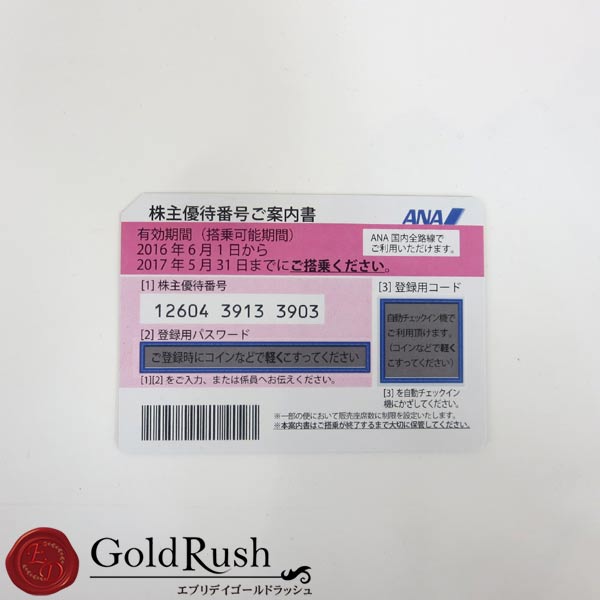 株主優待番号ご案内書
ANA
有効期間（搭乗可能期間）
2016年6月1日から
2017年5月31日までにご搭乗ください。
ANA国内全路線で
ご利用いただけます。
[1] 株主優待番号
12604 3913 3903
[2] 登録用パスワード
ご登録時にコインなどで軽くこすってください
[1][2]をご入力、または係員へお伝えください。
[3] 登録用コード
自動チェックイン機で
ご利用頂けます。
（コインなどで軽く
こすってください）
[3]を自動チェックイン
機にかざしてください。
※一部の便において販売座席数に制限を設定いたします。
※本案内書はご搭乗が終了するまで大切に保管してください。
GoldRush
エブリデイゴールドラッシュ